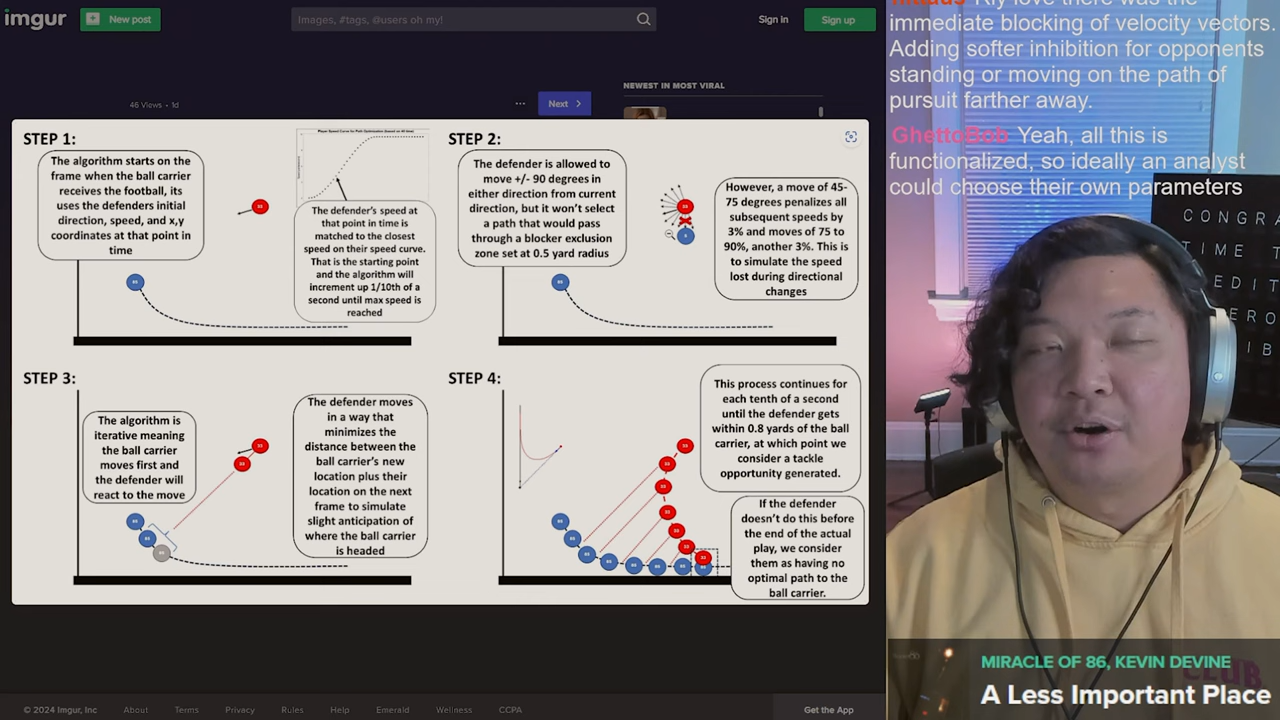 imgur
New post
Images, #tags, @users oh my!
Sign in
Sign up
NEWEST IN MOST VIRAL
46 Views • 1d
Next
STEP 1:
The algorithm starts on the
frame when the ball carrier
receives the football, its
uses the defenders initial
direction, speed, and x,y
coordinates at that point in
time
The defender's speed at
that point in time is
matched to the closest
speed on their speed curve.
That is the starting point
and the algorithm will
increment up 1/10th of a
second until max speed is
reached
STEP 2:
The defender is allowed to
move +/- 90 degrees in
either direction from current
direction, but it won't select
a path that would pass
through a blocker exclusion
zone set at 0.5 yard radius
However, a move of 45-
75 degrees penalizes all
subsequent speeds by
3% and moves of 75 to
90%, another 3%. This is
to simulate the speed
lost during directional
changes
STEP 3:
The algorithm is
iterative meaning
the ball carrier
moves first and
the defender will
react to the move
The defender moves
in a way that
minimizes the
distance between the
ball carrier's new
location plus their
location on the next
frame to simulate
slight anticipation of
where the ball carrier
is headed
STEP 4:
This process continues for
each tenth of a second
until the defender gets
within 0.8 yards of the ball
carrier, at which point we
consider a tackle
opportunity generated.
If the defender
doesn't do this before
the end of the actual
play, we consider
them as having no
optimal path to the
ball carrier.
© 2024 Imgur, Inc
About
Terms
Privacy
Rules
Help
Emerald
Wellness
CCPA
Get the App
Rly love there was the
immediate blocking of velocity vectors.
Adding softer inhibition for opponents
standing or moving on the path of
pursuit farther away.
GhettoBob Yeah, all this is
functionalized, so ideally an analyst
could choose their own parameters
CONGRA
TIME T
EDIT
ERO
IB
MIRACLE OF 86, KEVIN DEVINE
A Less Important Place